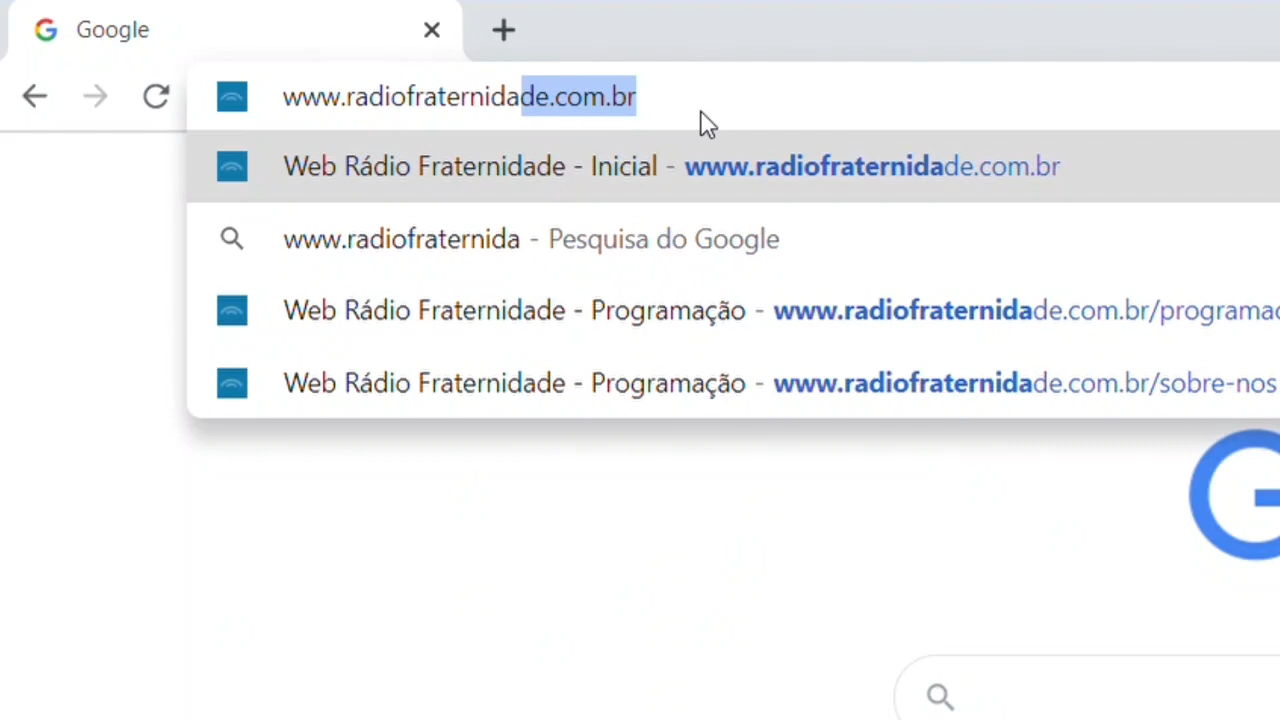 Google
www.radiofraternidade.com.br
Web Rádio Fraternidade - Inicial - www.radiofraternidade.com.br
www.radiofraternida - Pesquisa do Google
Web Rádio Fraternidade - Programação - www.radiofraternidade.com.br/programac
Web Rádio Fraternidade - Programação - www.radiofraternidade.com.br/sobre-nos
G